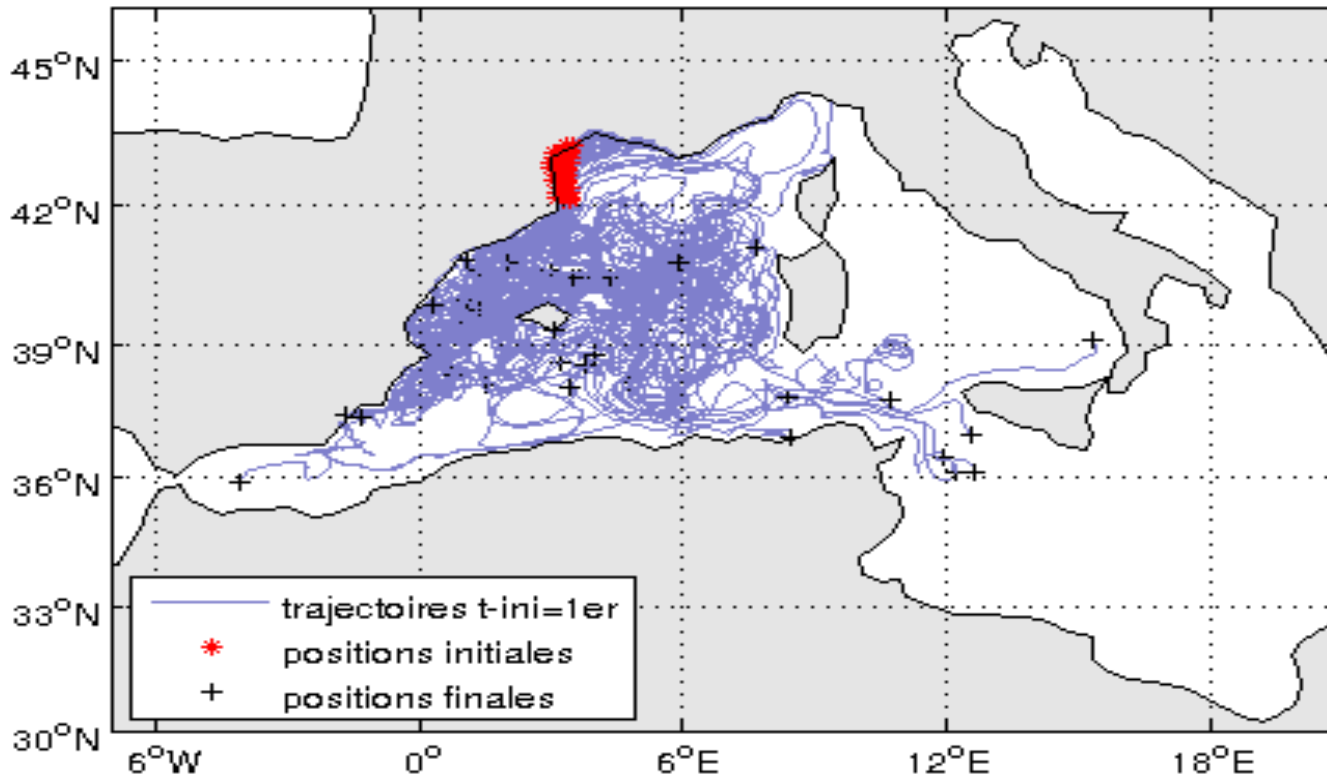 45°N
42°N
39°N
36°N
33°N
30°N
trajectoires t-ini=1er
positions initiales
positions finales
6°W 0° 6°E 12°E 18°E